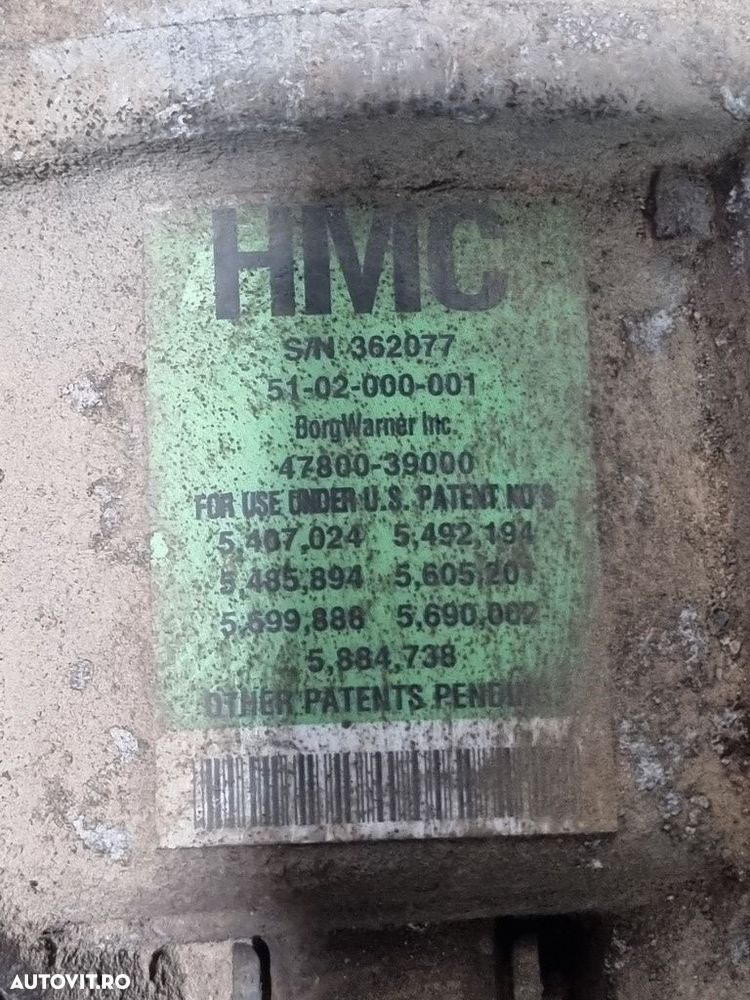 HMC
S/N 362077
51-02-000-001
BorgWarner Inc.
47800-39000
FOR USE UNDER U.S. PATENT NO'S
5,407,024 5,492,194
5,485,894 5,605,201
5,699,886 5,690,002
5,884,738
OTHER PATENTS PENDING
AUTOVIT.RO